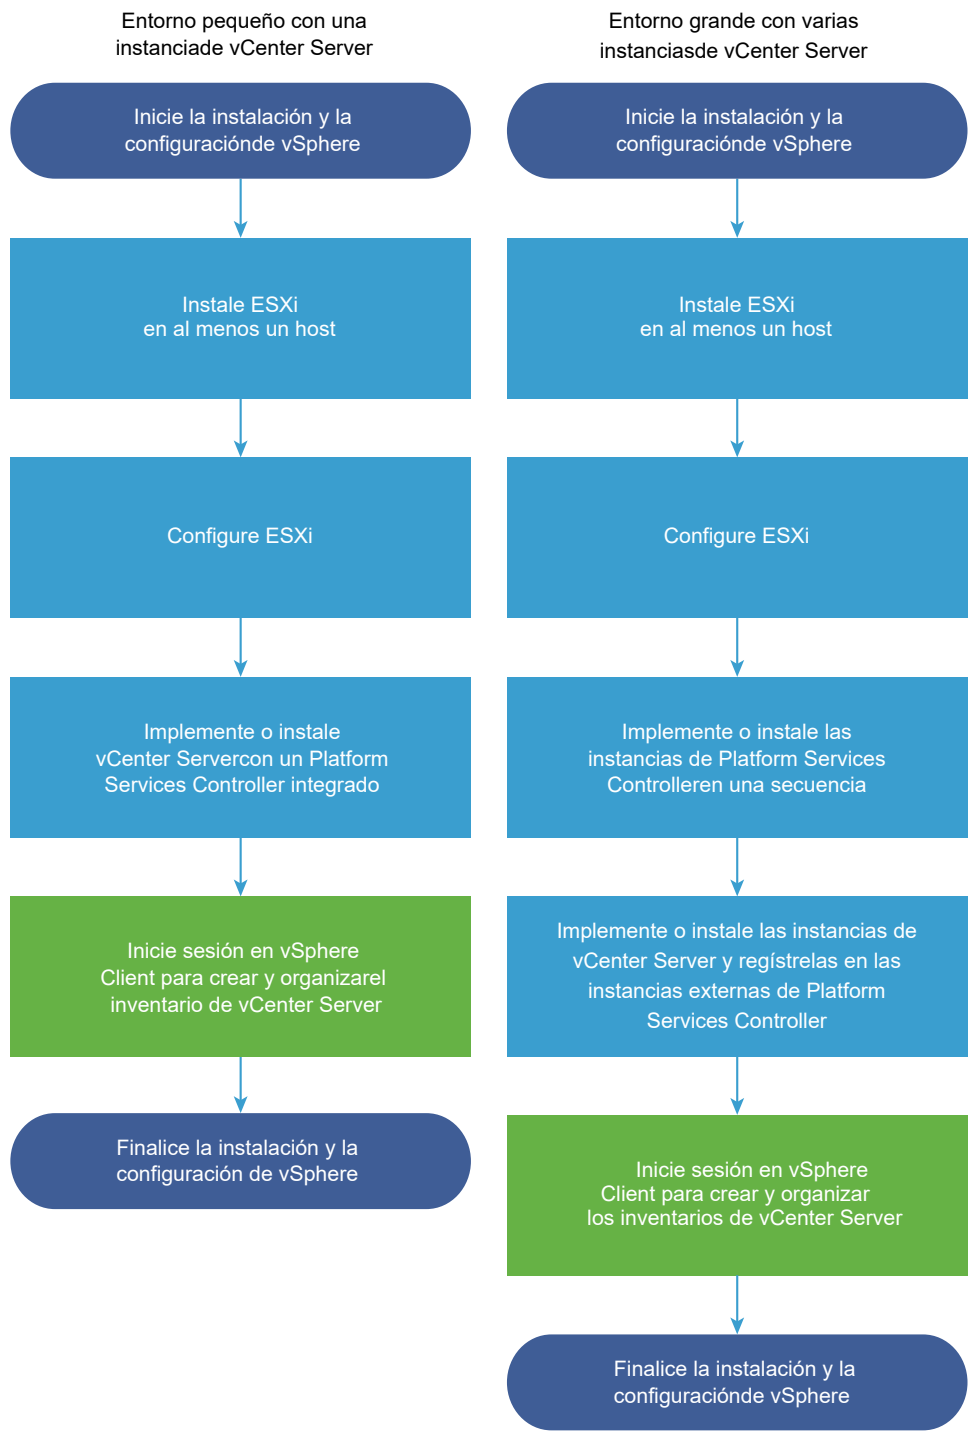 Entorno pequeño con una
instanciade vCenter Server
Inicie la instalación y la
configuraciónde vSphere
Instale ESXi
en al menos un host
Configure ESXi
Implemente o instale
vCenter Servercon un Platform
Services Controller integrado
Inicie sesión en vSphere
Client para crear y organizarel
inventario de vCenter Server
Finalice la instalación y la
configuración de vSphere
Entorno grande con varias
instanciasde vCenter Server
Inicie la instalación y la
configuraciónde vSphere
Instale ESXi
en al menos un host
Configure ESXi
Implemente o instale las
instancias de Platform Services
Controlleren una secuencia
Implemente o instale las instancias de
vCenter Server y regístrelas en las
instancias externas de Platform
Services Controller
Inicie sesión en vSphere
Client para crear y organizar
los inventarios de vCenter Server
Finalice la instalación y la
configuraciónde vSphere